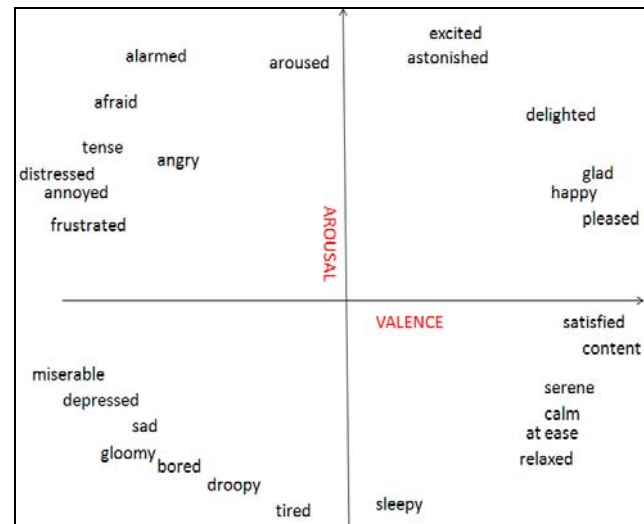 excited
alarmed
aroused
astonished
afraid
delighted
tense
angry
distressed
glad
annoyed
happy
pleased
frustrated
AROUSAL
VALENCE
satisfied
content
miserable
serene
depressed
calm
sad
at ease
gloomy
bored
relaxed
droopy
tired
sleepy